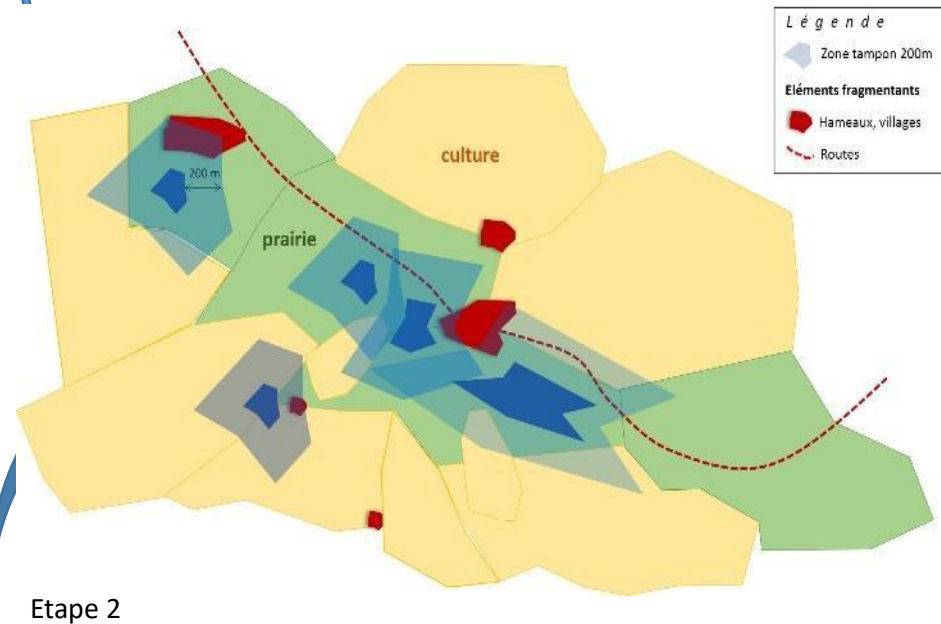 Légende
Zone tampon 200m
Eléments fragmentants
Hameaux, villages
Routes
culture
200 m
prairie
Etape 2